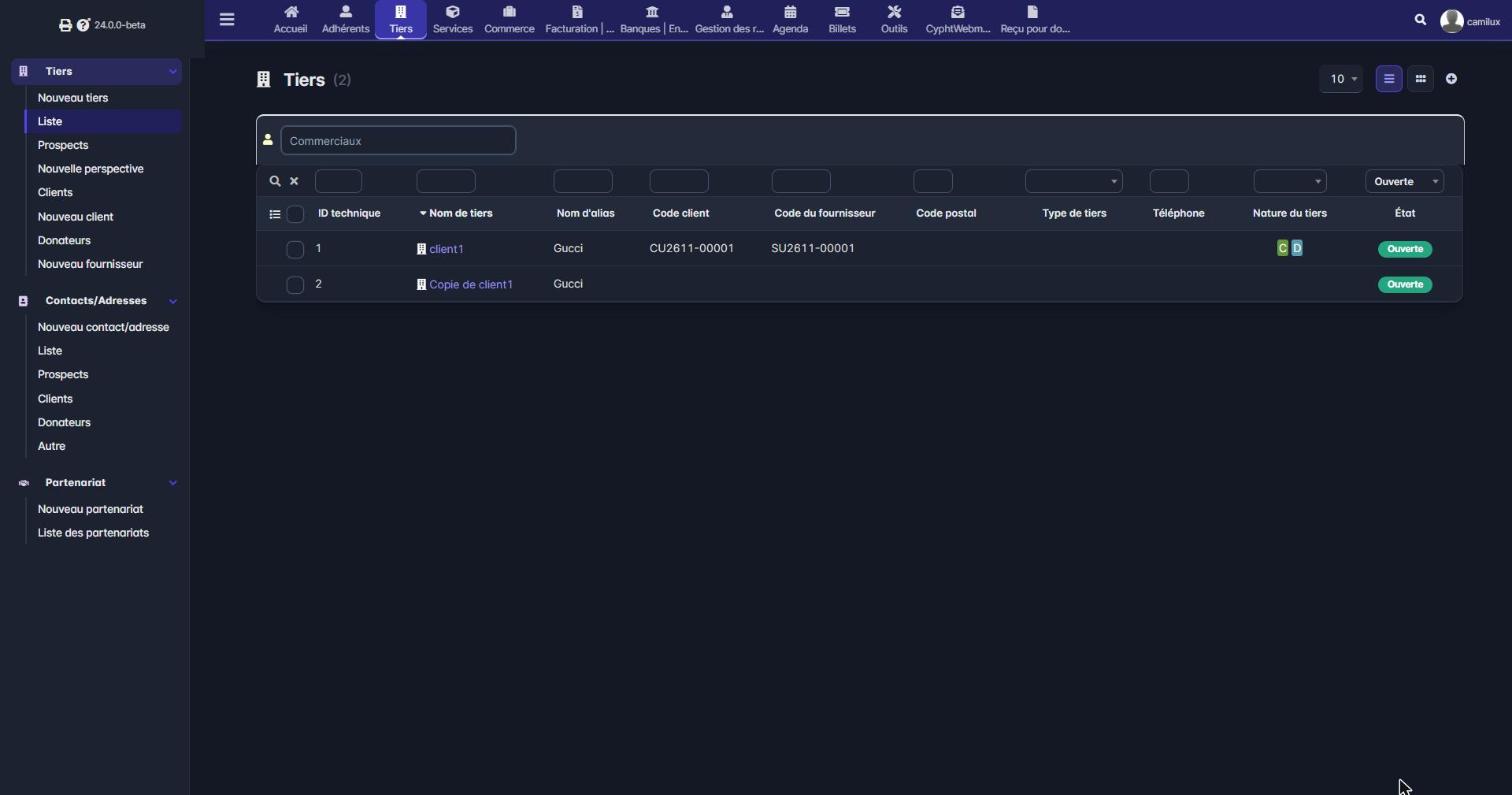 24.0.0-beta
Accueil
Adhérents
Tiers
Services
Commerce
Facturation | ...
Banques | En...
Gestion des r...
Agenda
Billets
Outils
CyphtWebm...
Reçu pour do...
camilux
Tiers
Nouveau tiers
Liste
Prospects
Nouvelle perspective
Clients
Nouveau client
Donateurs
Nouveau fournisseur
Contacts/Adresses
Nouveau contact/adresse
Liste
Prospects
Clients
Donateurs
Autre
Partenariat
Nouveau partenariat
Liste des partenariats
Tiers (2)
10
Commerciaux
Ouverte
ID technique Nom de tiers Nom d'alias Code client Code du fournisseur Code postal Type de tiers Téléphone Nature du tiers État
1 client1 Gucci CU2611-00001 SU2611-00001 C D Ouverte
2 Copie de client1 Gucci Ouverte